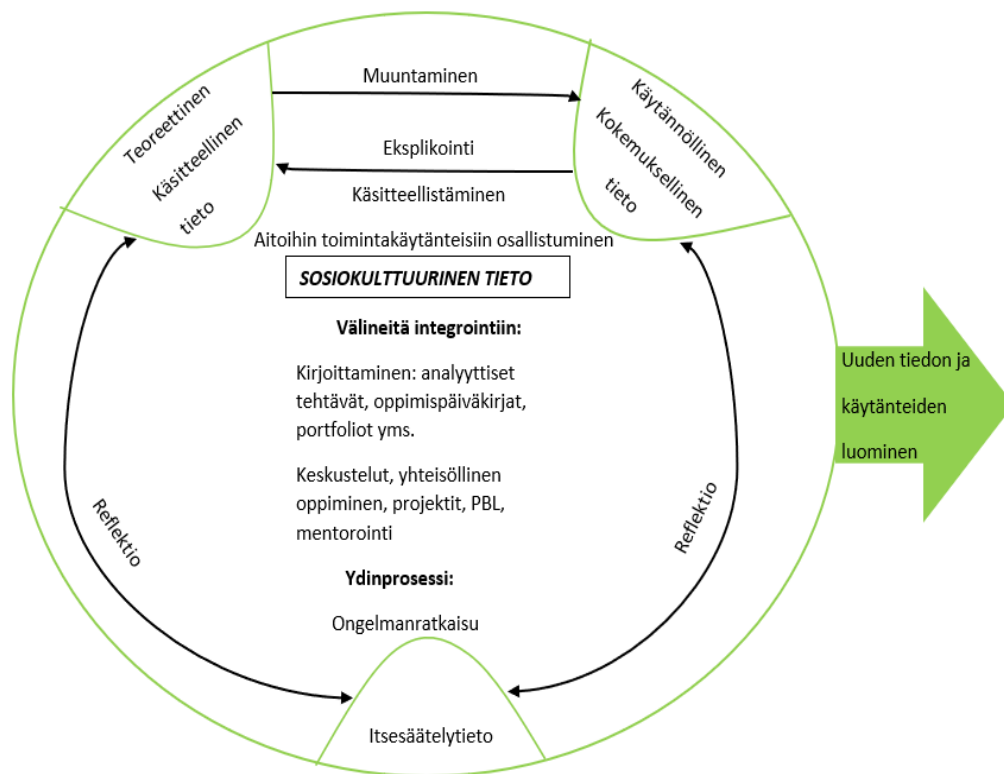 Muuntaminen
Teoreettinen
Käsitteellinen
tieto
Käytännöllinen
Kokemuksellinen
tieto
Eksplikointi
Käsitteellistäminen
Aitoihin toimintakäytänteisiin osallistuminen
SOSIOKULTTUURINEN TIETO
Välineitä integrointiin:
Kirjoittaminen: analyyttiset
tehtävät, oppimispäiväkirjat,
portfoliot yms.
Keskustelut, yhteisöllinen
oppiminen, projektit, PBL,
mentorointi
Ydinprosessi:
Ongelmanratkaisu
Reflektio
Reflektio
Itsesäätelytieto
Uuden tiedon ja
käytänteiden
luominen